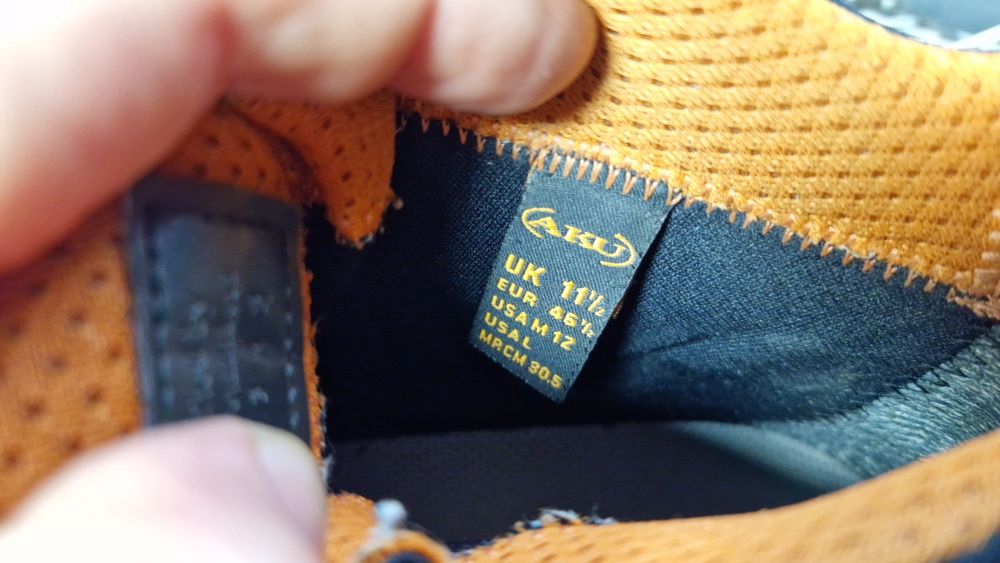 AKU
UK 11½
EUR 46½
USA M 12
USA L
MP.CM 30.5